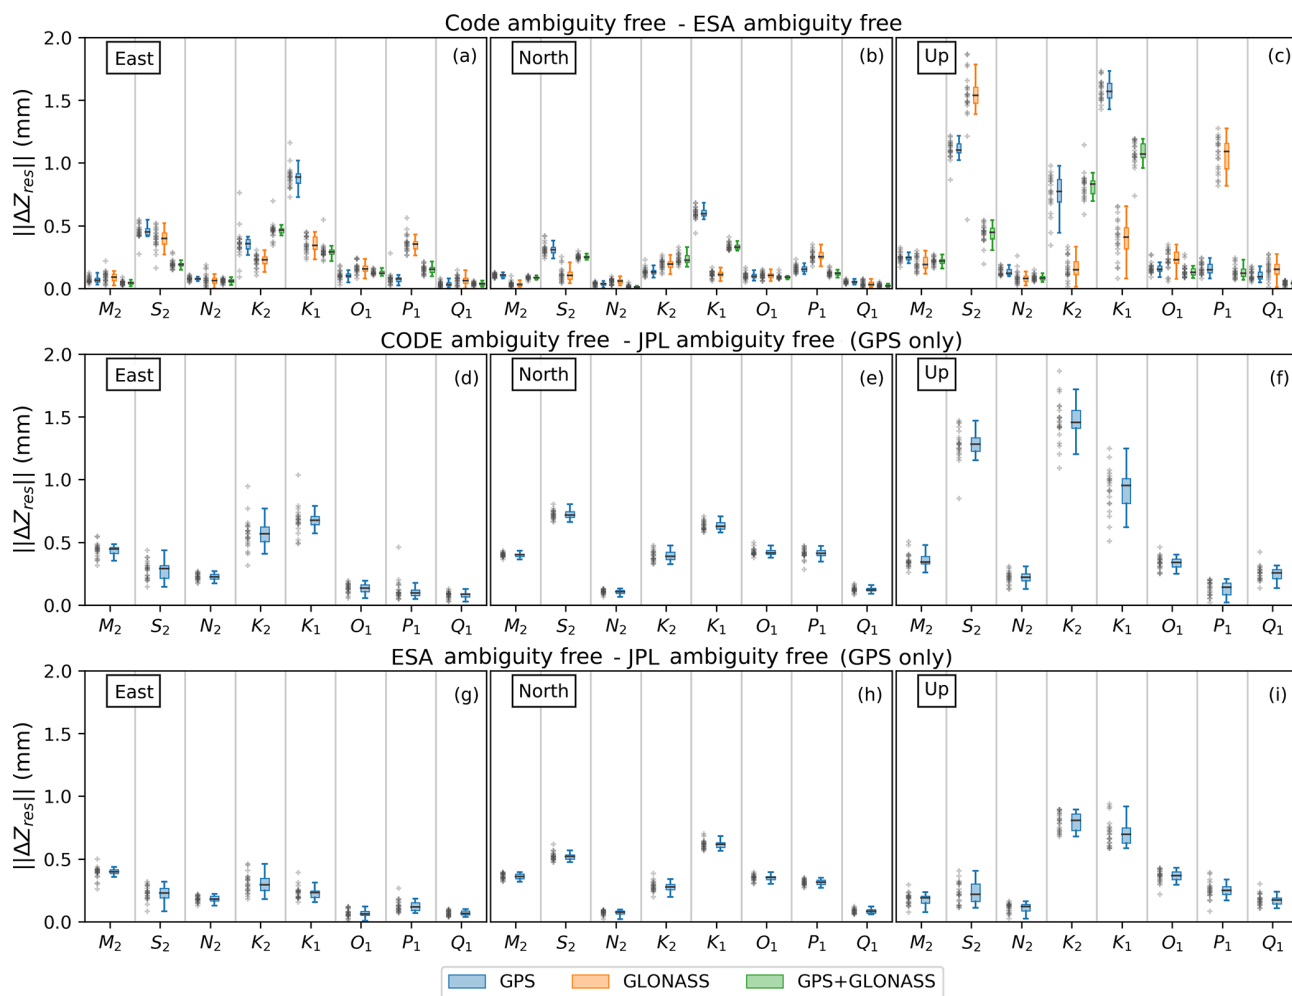 Code ambiguity free - ESA ambiguity free
East (a) North (b) Up (c)
||ΔZres|| (mm)
2.0
1.5
1.0
0.5
0.0
M2 S2 N2 K2 K1 O1 P1 Q1 M2 S2 N2 K2 K1 O1 P1 Q1 M2 S2 N2 K2 K1 O1 P1 Q1
CODE ambiguity free - JPL ambiguity free (GPS only)
East (d) North (e) Up (f)
||ΔZres|| (mm)
2.0
1.5
1.0
0.5
0.0
M2 S2 N2 K2 K1 O1 P1 Q1 M2 S2 N2 K2 K1 O1 P1 Q1 M2 S2 N2 K2 K1 O1 P1 Q1
ESA ambiguity free - JPL ambiguity free (GPS only)
East (g) North (h) Up (i)
||ΔZres|| (mm)
2.0
1.5
1.0
0.5
0.0
M2 S2 N2 K2 K1 O1 P1 Q1 M2 S2 N2 K2 K1 O1 P1 Q1 M2 S2 N2 K2 K1 O1 P1 Q1
GPS GLONASS GPS+GLONASS